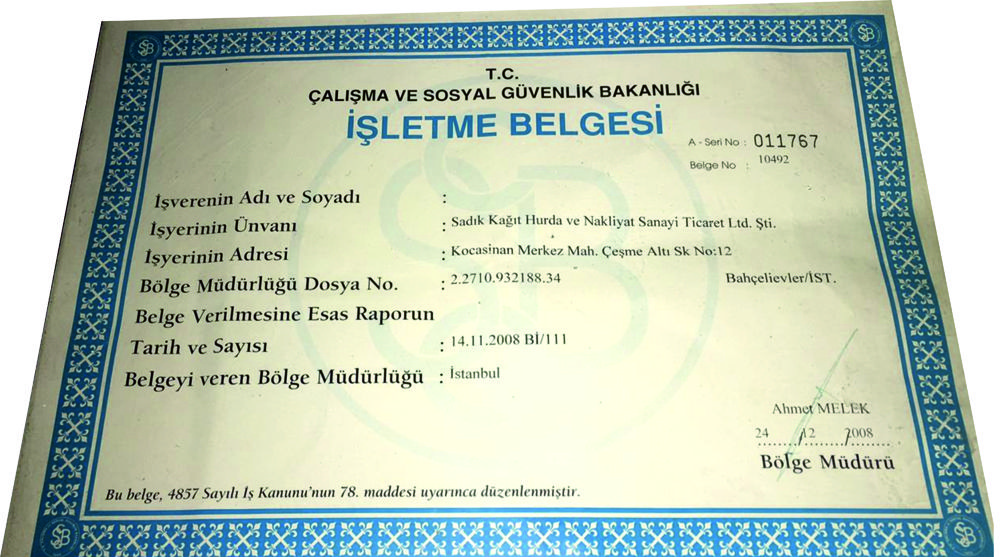 T.C.
ÇALIŞMA VE SOSYAL GÜVENLİK BAKANLIĞI
İŞLETME BELGESİ
A - Seri No : 011767
Belge No : 10492
İşverenin Adı ve Soyadı :
İşyerinin Ünvanı : Sadık Kağıt Hurda ve Nakliyat Sanayi Ticaret Ltd. Şti.
İşyerinin Adresi : Kocasinan Merkez Mah. Çeşme Altı Sk No:12
Bölge Müdürlüğü Dosya No. : 2.2710.932188.34 Bahçelievler/İST.
Belge Verilmesine Esas Raporun
Tarih ve Sayısı : 14.11.2008 Bİ/111
Belgeyi veren Bölge Müdürlüğü : İstanbul
Ahmet MELEK
24 / 12 / 2008
Bölge Müdürü
Bu belge, 4857 Sayılı İş Kanunu'nun 78. maddesi uyarınca düzenlenmiştir.